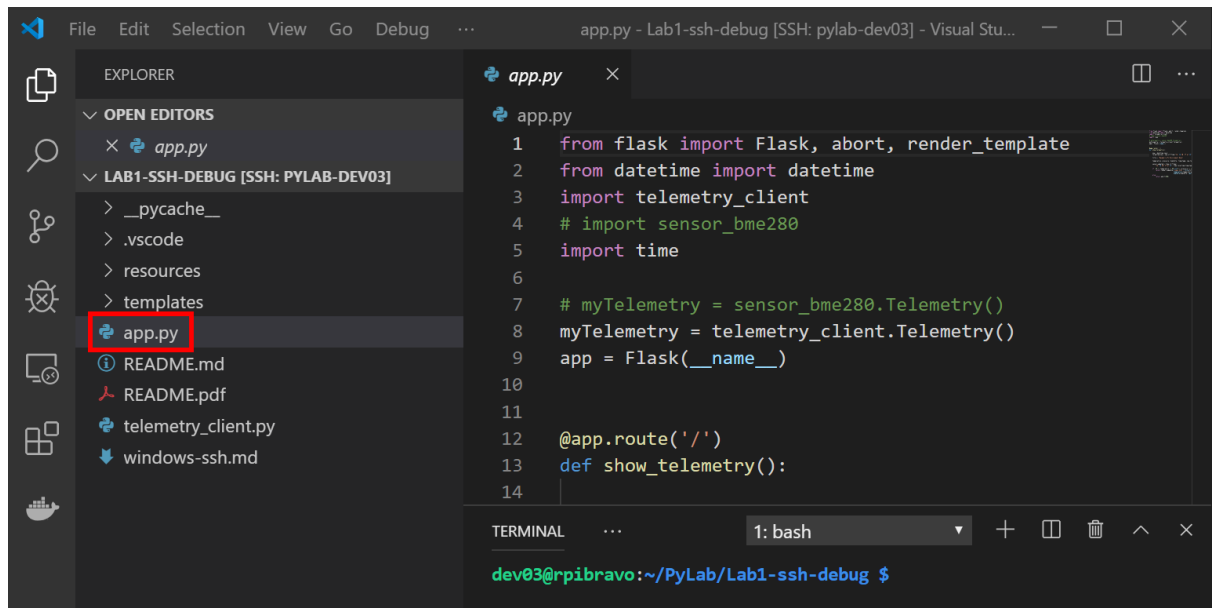 File Edit Selection View Go Debug ··· app.py - Lab1-ssh-debug [SSH: pylab-dev03] - Visual Stu...
EXPLORER
OPEN EDITORS
app.py
LAB1-SSH-DEBUG [SSH: PYLAB-DEV03]
__pycache__
.vscode
resources
templates
app.py
README.md
README.pdf
telemetry_client.py
windows-ssh.md
app.py
app.py
1 from flask import Flask, abort, render_template
2 from datetime import datetime
3 import telemetry_client
4 # import sensor_bme280
5 import time
6
7 # myTelemetry = sensor_bme280.Telemetry()
8 myTelemetry = telemetry_client.Telemetry()
9 app = Flask(__name__)
10
11
12 @app.route('/')
13 def show_telemetry():
14
TERMINAL ··· 1: bash
dev03@rpibravo:~/PyLab/Lab1-ssh-debug $